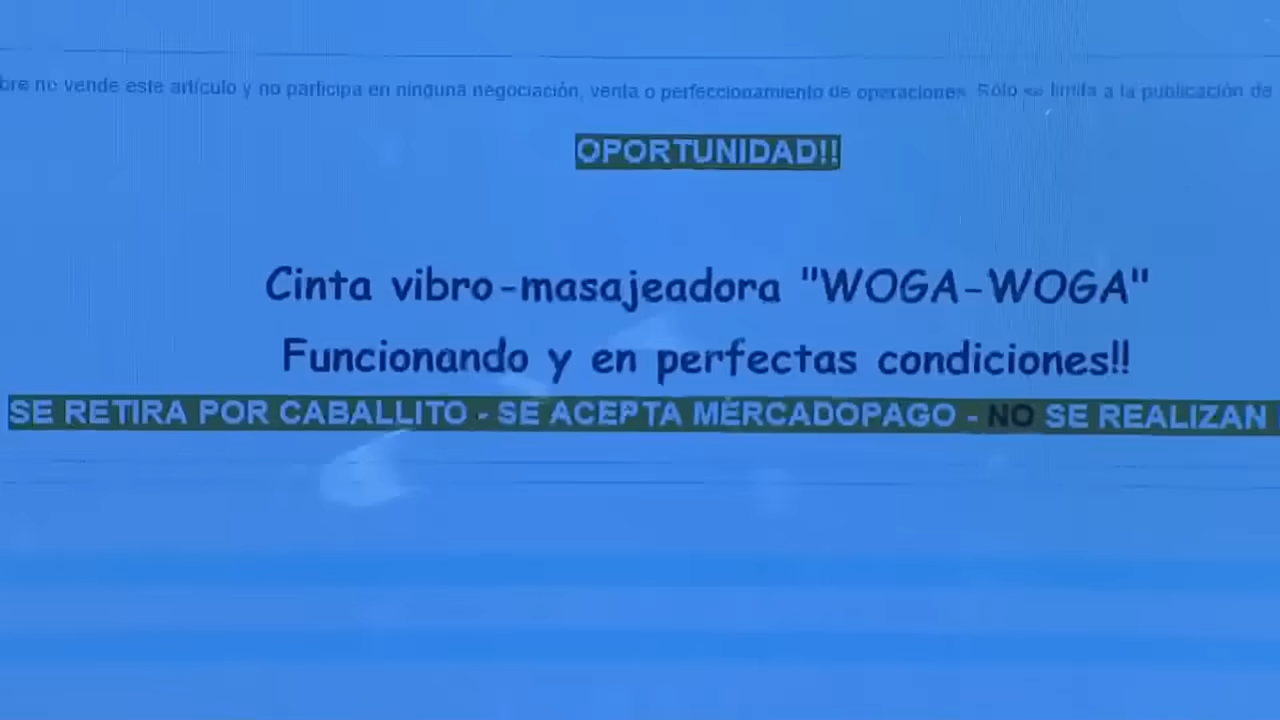 bre no vende este artículo y no participa en ninguna negociación, venta o perfeccionamiento de operaciones. Sólo se limita a la publicación de
OPORTUNIDAD!!
Cinta vibro-masajeadora "WOGA-WOGA"
Funcionando y en perfectas condiciones!!
SE RETIRA POR CABALLITO - SE ACEPTA MERCADOPAGO - NO SE REALIZAN